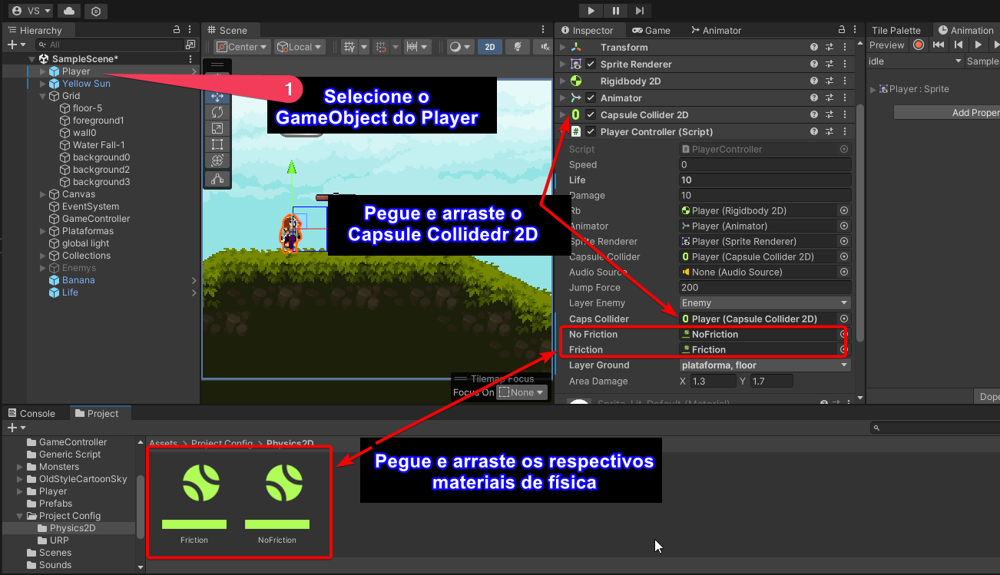 VS
Hierarchy
All
SampleScene*
Player
Yellow Sun
Grid
floor-5
foreground1
wall0
Water Fall-1
background0
background2
background3
Canvas
EventSystem
GameController
Plataformas
global light
Collections
Enemys
Banana
Life
1
Scene
Center
Local
2D
Selecione o
GameObject do Player
Pegue e arraste o
Capsule Collidedr 2D
Tilemap Focus
Focus On
None
Inspector
Game
Animator
Transform
Sprite Renderer
Rigidbody 2D
Animator
Capsule Collider 2D
# Player Controller (Script)
Script
# PlayerController
Speed
0
Life
10
Damage
10
Rb
Player (Rigidbody 2D)
Animator
Player (Animator)
Sprite Renderer
Player (Sprite Renderer)
Capsule Collider
Player (Capsule Collider 2D)
Audio Source
None (Audio Source)
Jump Force
200
Layer Enemy
Enemy
Caps Collider
Player (Capsule Collider 2D)
No Friction
NoFriction
Friction
Friction
Layer Ground
plataforma, floor
Area Damage
X 1.3
Y 1.7
Sprite-Lit-Default (Material)
Tile Palette
Animation
Preview
idle
Sample
Player : Sprite
Add Proper
Dope
Console
Project
GameController
Generic Script
Monsters
OldStyleCartoonSky
Player
Prefabs
Project Config
Physics2D
URP
Scenes
Sounds
Assets > Project Config > Physics2D
Friction
NoFriction
Pegue e arraste os respectivos
materiais de física